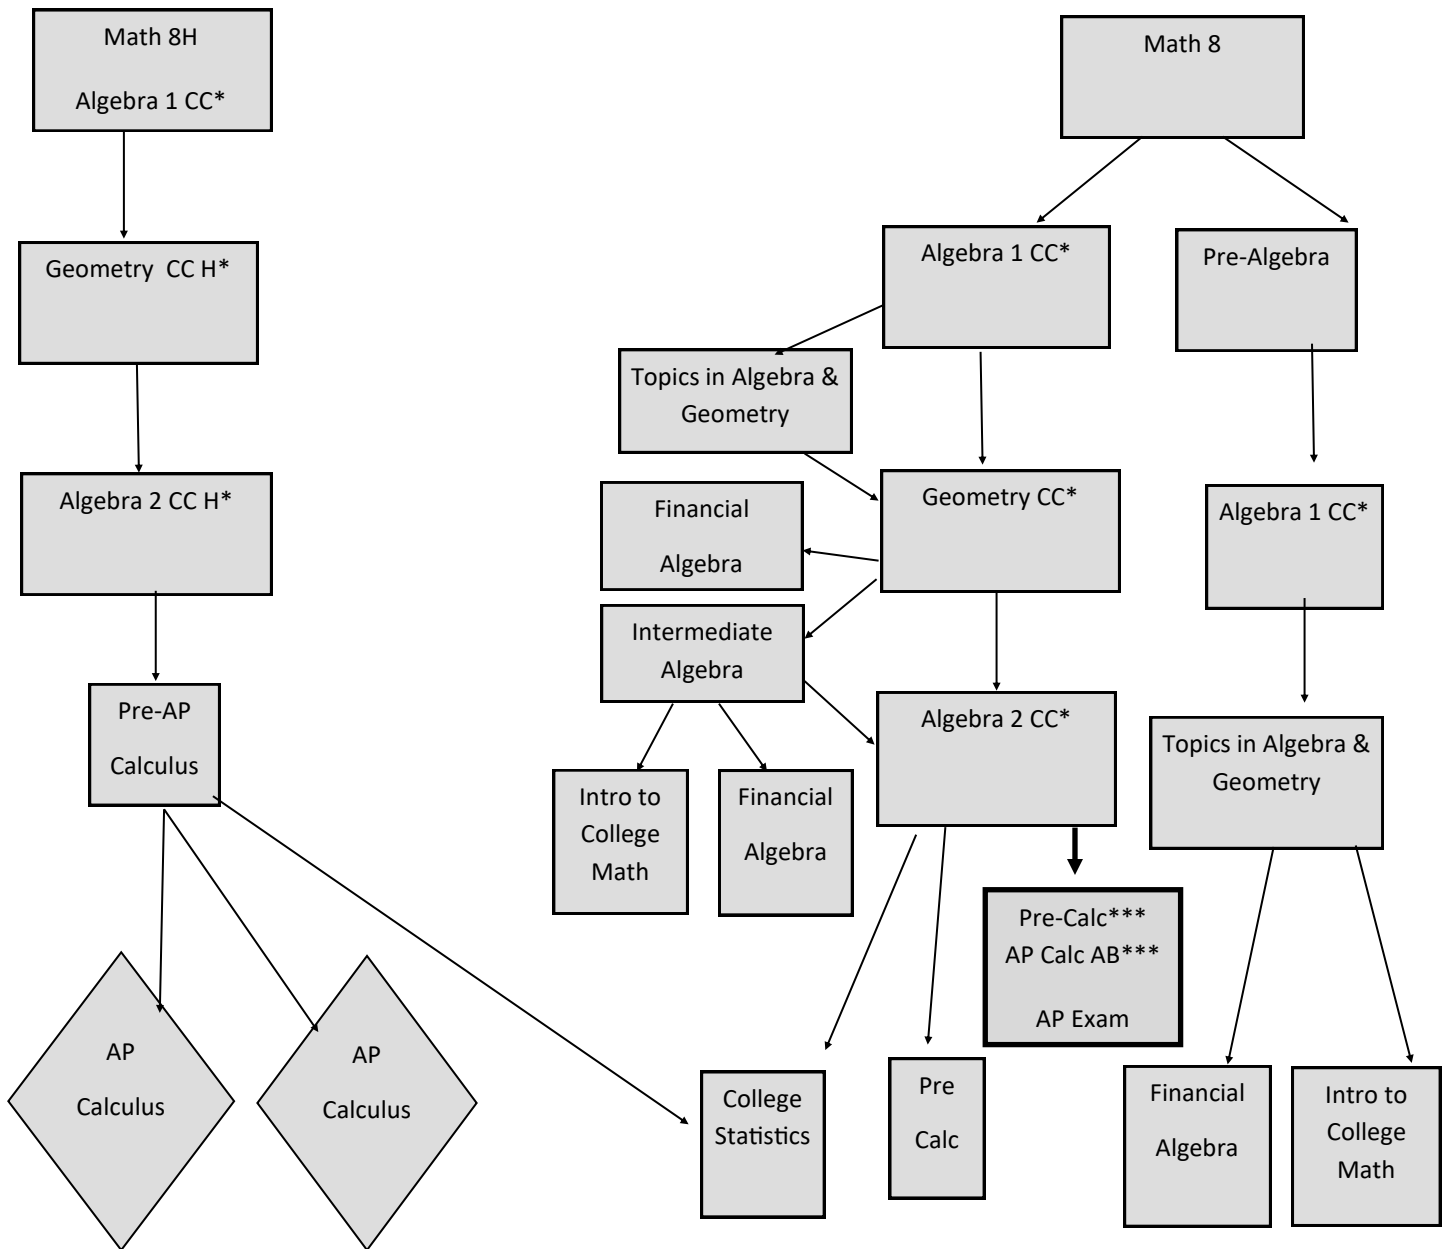 Math 8H
Algebra 1 CC*
Math 8
Geometry CC H*
Algebra 1 CC*
Pre-Algebra
Topics in Algebra &
Geometry
Algebra 2 CC H*
Financial
Algebra
Geometry CC*
Algebra 1 CC*
Intermediate
Algebra
Pre-AP
Calculus
Algebra 2 CC*
Topics in Algebra &
Geometry
Intro to
College
Math
Financial
Algebra
Pre-Calc***
AP Calc AB***
AP Exam
AP
Calculus
AP
Calculus
College
Statistics
Pre
Calc
Financial
Algebra
Intro to
College
Math